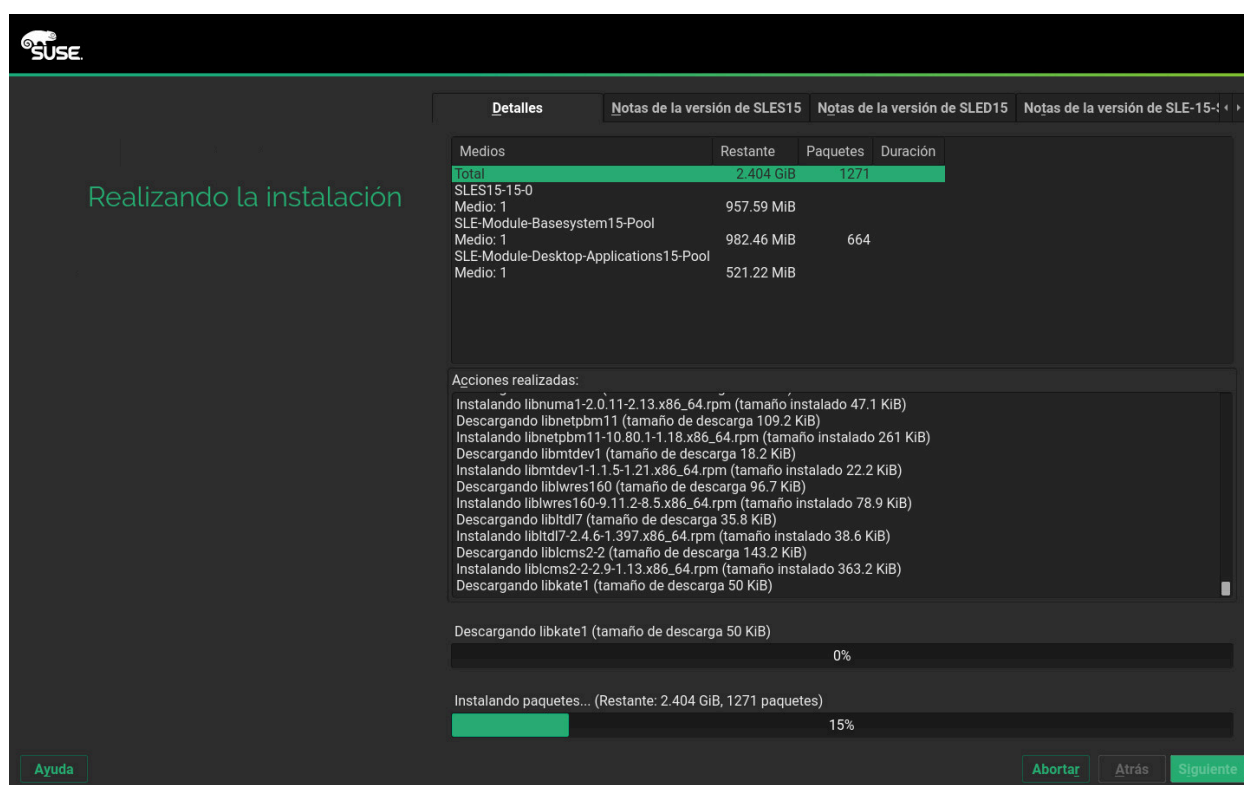 SUSE.
Detalles Notas de la versión de SLES15 Notas de la versión de SLED15 Notas de la versión de SLE-15-
Realizando la instalación
Medios Restante Paquetes Duración
Total 2.404 GiB 1271
SLES15-15-0
Medio: 1 957.59 MiB
SLE-Module-Basesystem15-Pool
Medio: 1 982.46 MiB 664
SLE-Module-Desktop-Applications15-Pool
Medio: 1 521.22 MiB
Acciones realizadas:
Instalando libnuma1-2.0.11-2.13.x86_64.rpm (tamaño instalado 47.1 KiB)
Descargando libnetpbm11 (tamaño de descarga 109.2 KiB)
Instalando libnetpbm11-10.80.1-1.18.x86_64.rpm (tamaño instalado 261 KiB)
Descargando libmtdev1 (tamaño de descarga 18.2 KiB)
Instalando libmtdev1-1.1.5-1.21.x86_64.rpm (tamaño instalado 22.2 KiB)
Descargando liblwres160 (tamaño de descarga 96.7 KiB)
Instalando liblwres160-9.11.2-8.5.x86_64.rpm (tamaño instalado 78.9 KiB)
Descargando libltdl7 (tamaño de descarga 35.8 KiB)
Instalando libltdl7-2.4.6-1.397.x86_64.rpm (tamaño instalado 38.6 KiB)
Descargando liblcms2-2 (tamaño de descarga 143.2 KiB)
Instalando liblcms2-2-2.9-1.13.x86_64.rpm (tamaño instalado 363.2 KiB)
Descargando libkate1 (tamaño de descarga 50 KiB)
Descargando libkate1 (tamaño de descarga 50 KiB)
0%
Instalando paquetes... (Restante: 2.404 GiB, 1271 paquetes)
15%
Ayuda Abortar Atrás Siguiente